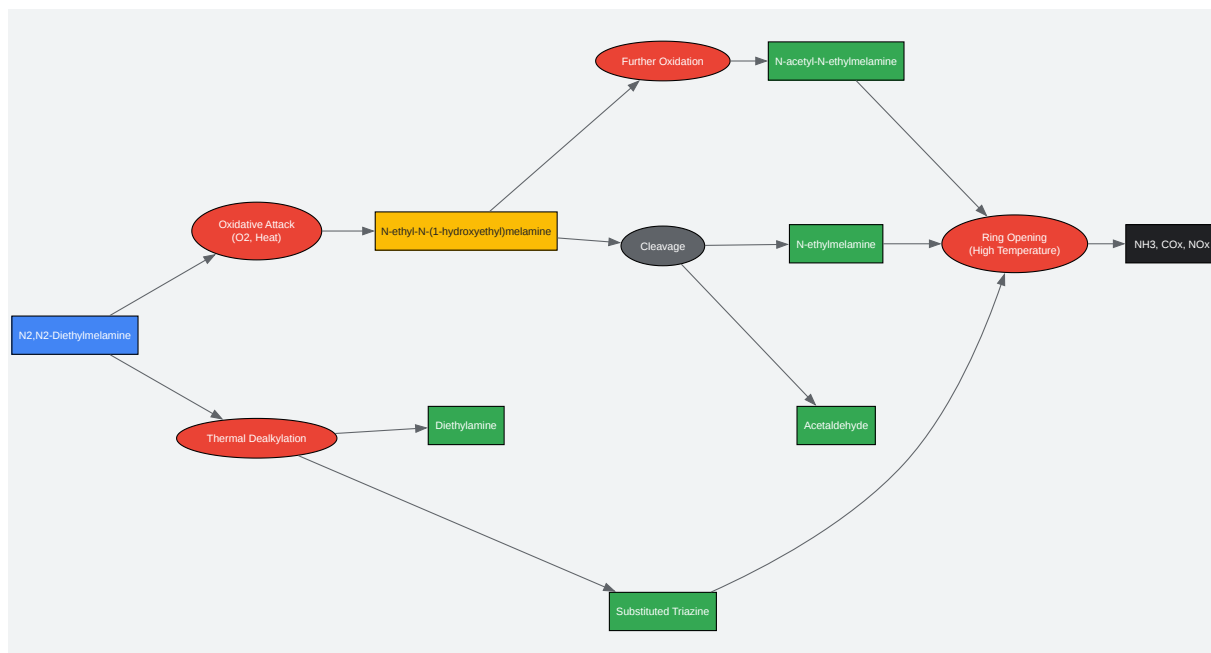 Further Oxidation
N-acetyl-N-ethylmelamine
Oxidative Attack
(O2, Heat)
N-ethyl-N-(1-hydroxyethyl)melamine
Cleavage
N-ethylmelamine
Ring Opening
(High Temperature)
NH3, COx, NOx
N2,N2-Diethylmelamine
Thermal Dealkylation
Diethylamine
Acetaldehyde
Substituted Triazine